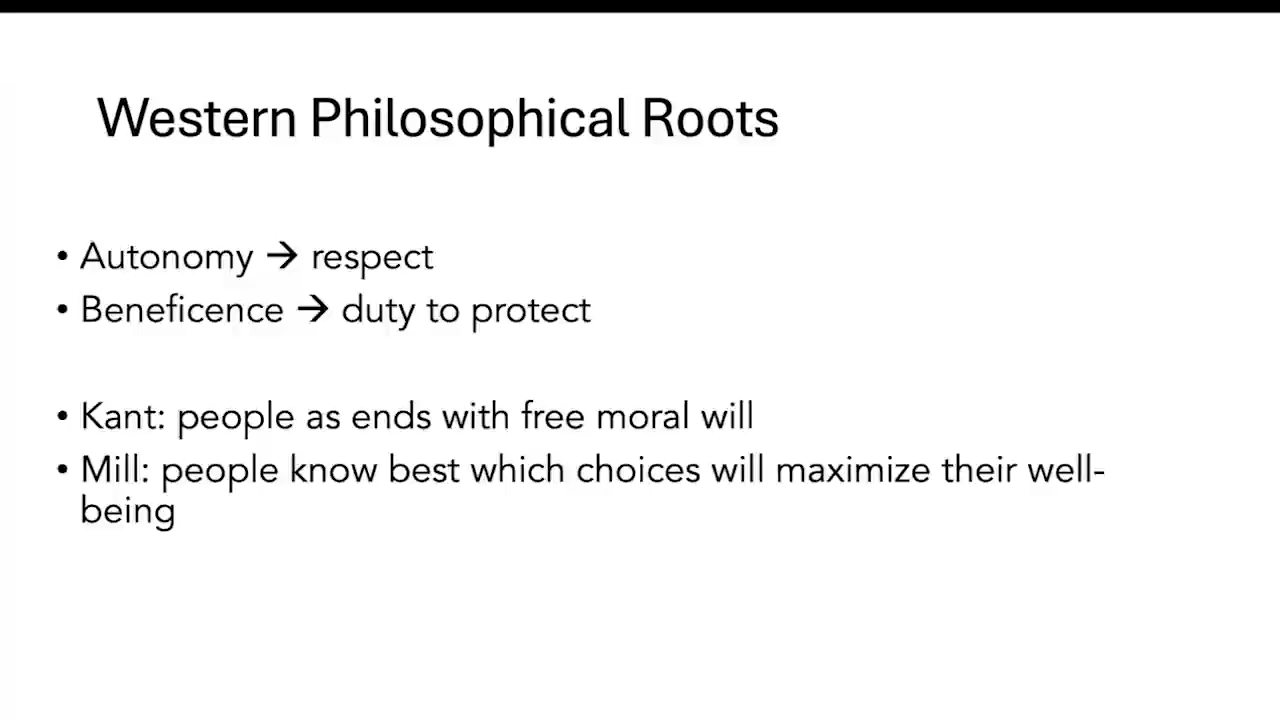 Western Philosophical Roots
• Autonomy → respect
• Beneficence → duty to protect
• Kant: people as ends with free moral will
• Mill: people know best which choices will maximize their well-
being